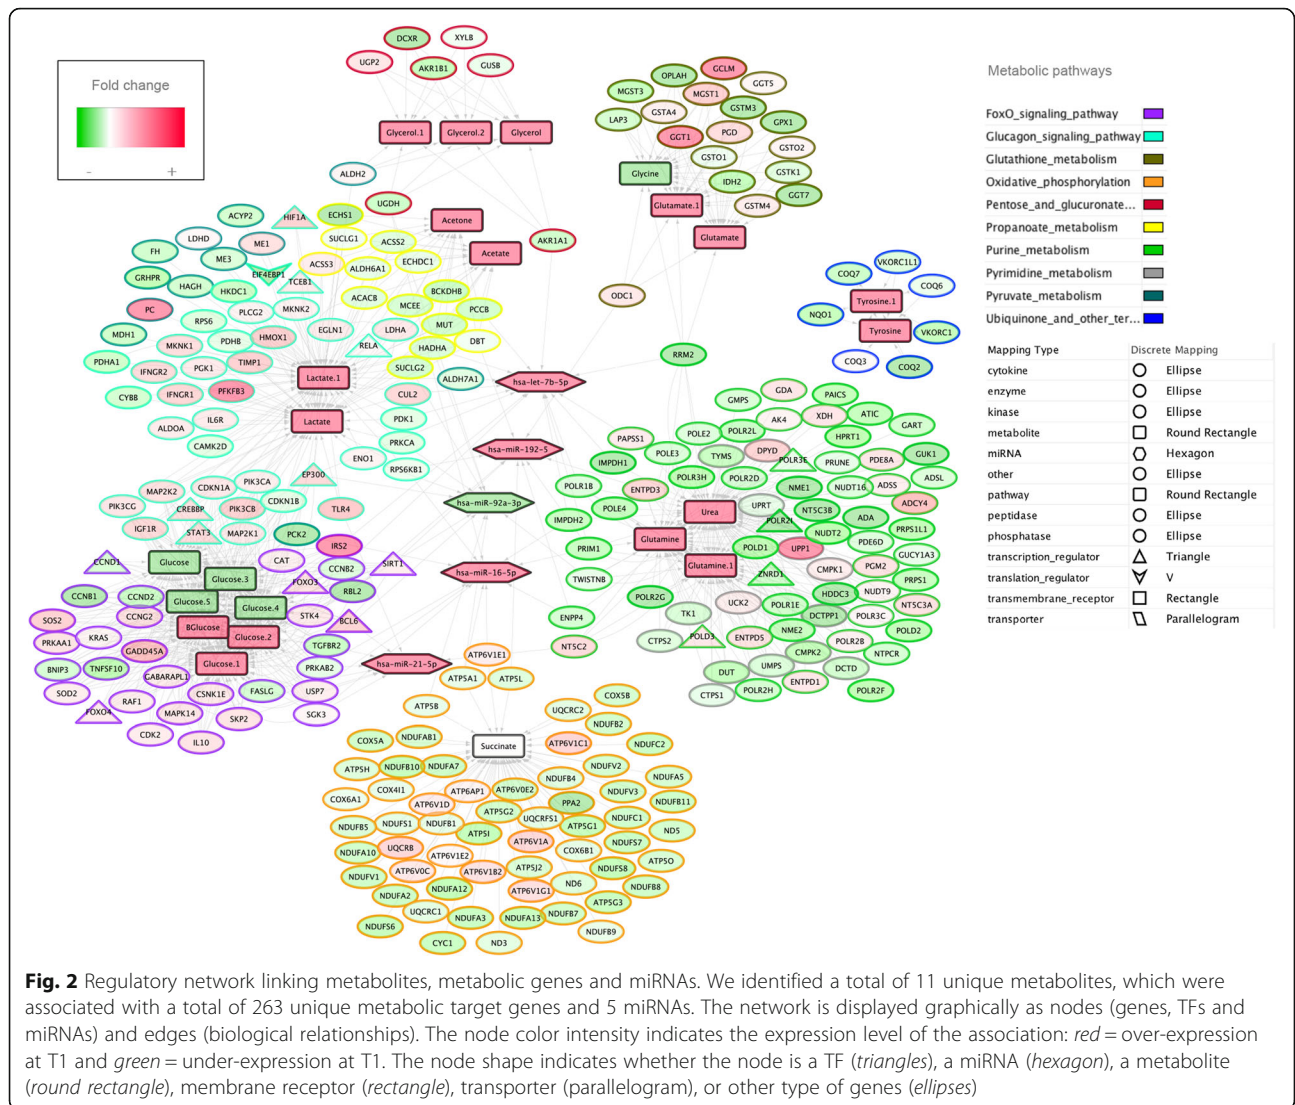 Fold change
-
+
DCXR
XYLB
UGP2
AKR1B1
GUSB
Glycerol.1
Glycerol.2
Glycerol
ALDH2
UGDH
AKR1A1
OPLAH
GCLM
GGT5
MGST3
MGST1
GSTM3
LAP3
GSTA4
GPX1
GGT1
PGD
GSTO2
GSTO1
Glycine
GSTK1
IDH2
GGT7
Glutamate.1
GSTM4
Glutamate
ODC1
RRM2
ACYP2
HIF1A
ECHS1
Acetone
LDHD
ME1
SUCLG1
ACSS2
Acetate
FH
ME3
ACSS3
ALDH6A1
ECHDC1
GRHPR
HAGH
EIF4EBP1
TCEB1
HKDC1
ACACB
MCEE
BCKDHB
PC
PLCG2
MKNK2
PCCB
RPS6
EGLN1
LDHA
MUT
MDH1
PDHB
HMOX1
RELA
HADHA
DBT
MKNK1
PDHA1
IFNGR2
PGK1
TIMP1
SUCLG2
Lactate.1
ALDH7A1
CYBB
IFNGR1
PFKFB3
CUL2
Lactate
ALDOA
IL6R
PDK1
CAMK2D
PRKCA
ENO1
RPS6KB1
hsa-let-7b-5p
hsa-miR-192-5
hsa-miR-92a-3p
hsa-miR-16-5p
hsa-miR-21-5p
EP300
MAP2K2
CDKN1A
PIK3CA
PIK3CG
CREBBP
PIK3CB
CDKN1B
TLR4
IGF1R
STAT3
MAP2K1
PCK2
IRS2
CCND1
Glucose
CAT
CCNB2
SIRT1
Glucose.3
FOXO3
CCNB1
CCND2
Glucose.5
RBL2
Glucose.4
SOS2
CCNG2
STK4
BCL6
BGlucose
PRKAA1
KRAS
Glucose.2
TGFBR2
GADD45A
Glucose.1
BNIP3
TNFSF10
PRKAB2
GABARAPL1
SOD2
CSNK1E
FASLG
USP7
RAF1
FOXO4
MAPK14
SKP2
SGK3
CDK2
IL10
COQ7
VKORC1L1
COQ6
Tyrosine.1
NQO1
Tyrosine
VKORC1
COQ3
COQ2
GMPS
GDA
PAICS
AK4
XDH
ATIC
GART
PAPSS1
POLE2
POLR2L
HPRT1
POLE3
TYMS
DPYD
POLR3E
PRUNE
PDE8A
GUK1
IMPDH1
POLR3H
POLR2D
POLR1B
ENTPD3
NME1
NUDT16
ADSS
ADSL
POLE4
UPRT
NT5C3B
ADCY4
IMPDH2
Urea
POLR2I
ADA
PRPS1L1
NUDT2
Glutamine
PDE6D
PRIM1
POLD1
UPP1
GUCY1A3
Glutamine.1
CMPK1
PGM2
TWISTNB
ZNRD1
PRPS1
POLR2G
HDDC3
NUDT9
UCK2
POLR1E
NT5C3A
TK1
DCTPP1
POLR3C
ENPP4
NME2
POLD2
CTPS2
POLD3
ENTPD5
POLR2B
NT5C2
CMPK2
NTPCR
DUT
UMPS
DCTD
ENTPD1
CTPS1
POLR2H
POLR2F
ATP6V1E1
ATP5A1
ATP5L
COX5B
ATP5B
UQCRC2
NDUFB2
COX5A
NDUFAB1
Succinate
ATP6V1C1
NDUFC2
ATP5H
NDUFB10
NDUFA7
NDUFV2
NDUFB4
NDUFA5
COX4I1
ATP6AP1
ATP6V0E2
NDUFV3
COX6A1
ATP6V1D
PPA2
NDUFB11
ATP5G2
UQCRFS1
NDUFC1
NDUFB5
NDUFS1
NDUFB1
ATP5G1
ATP5I
ND5
UQCRB
ATP6V1A
NDUFS7
NDUFA10
ATP6V1E2
COX6B1
ATP5O
NDUFV1
ATP6V0C
ATP6V1B2
ATP5J2
NDUFS8
NDUFA2
NDUFA12
ATP6V1G1
ND6
NDUFB8
ATP5G3
UQCRC1
NDUFA3
NDUFA13
NDUFB7
NDUFS6
NDUFB9
CYC1
ND3
Metabolic pathways
FoxO_signaling_pathway
Glucagon_signaling_pathway
Glutathione_metabolism
Oxidative_phosphorylation
Pentose_and_glucuronate...
Propanoate_metabolism
Purine_metabolism
Pyrimidine_metabolism
Pyruvate_metabolism
Ubiquinone_and_other_ter...
Mapping Type Discrete Mapping
cytokine Ellipse
enzyme Ellipse
kinase Ellipse
metabolite Round Rectangle
miRNA Hexagon
other Ellipse
pathway Round Rectangle
peptidase Ellipse
phosphatase Ellipse
transcription_regulator Triangle
translation_regulator V
transmembrane_receptor Rectangle
transporter Parallelogram
Fig. 2 Regulatory network linking metabolites, metabolic genes and miRNAs. We identified a total of 11 unique metabolites, which were
associated with a total of 263 unique metabolic target genes and 5 miRNAs. The network is displayed graphically as nodes (genes, TFs and
miRNAs) and edges (biological relationships). The node color intensity indicates the expression level of the association: red = over-expression
at T1 and green = under-expression at T1. The node shape indicates whether the node is a TF (triangles), a miRNA (hexagon), a metabolite
(round rectangle), membrane receptor (rectangle), transporter (parallelogram), or other type of genes (ellipses)